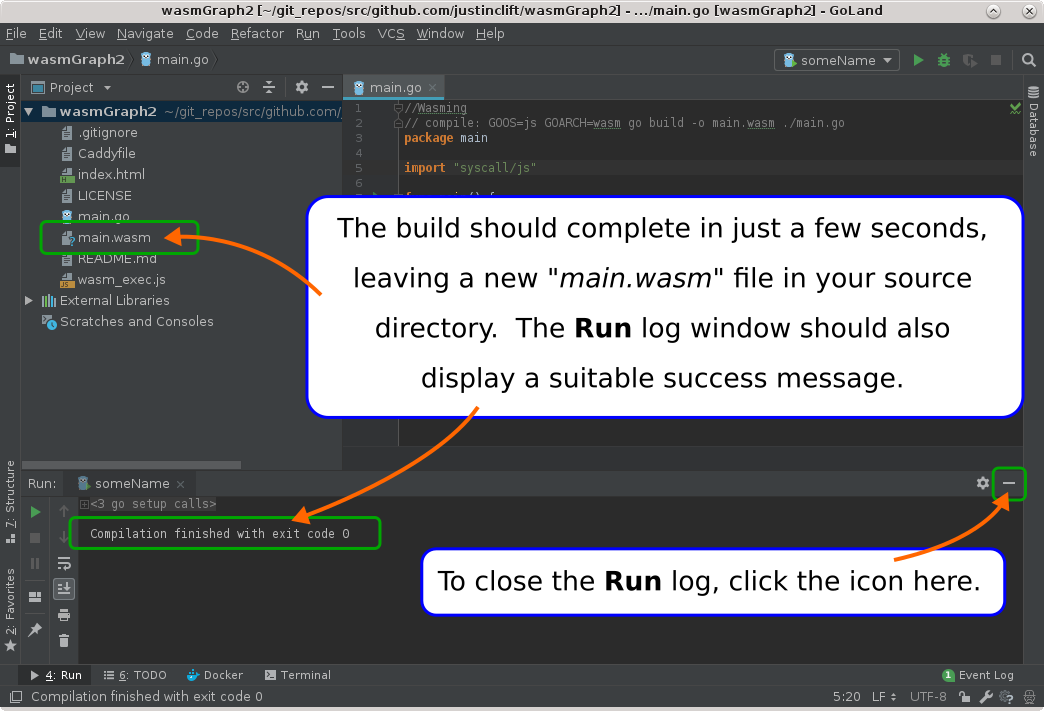 wasmGraph2 [~/git_repos/src/github.com/justinclift/wasmGraph2] - .../main.go [wasmGraph2] - GoLand
File Edit View Navigate Code Refactor Run Tools VCS Window Help
wasmGraph2 main.go
someName
1: Project
Project
main.go
Database
wasmGraph2 ~/git_repos/src/github.com/
.gitignore
Caddyfile
index.html
LICENSE
main.go
main.wasm
README.md
wasm_exec.js
External Libraries
Scratches and Consoles
1 //Wasming
2 // compile: GOOS=js GOARCH=wasm go build -o main.wasm ./main.go
3 package main
4
5 import "syscall/js"
6
The build should complete in just a few seconds,
leaving a new "main.wasm" file in your source
directory. The Run log window should also
display a suitable success message.
7: Structure
2: Favorites
Run: someName
<3 go setup calls>
Compilation finished with exit code 0
To close the Run log, click the icon here.
4: Run 6: TODO Docker Terminal 1 Event Log
Compilation finished with exit code 0 5:20 LF UTF-8